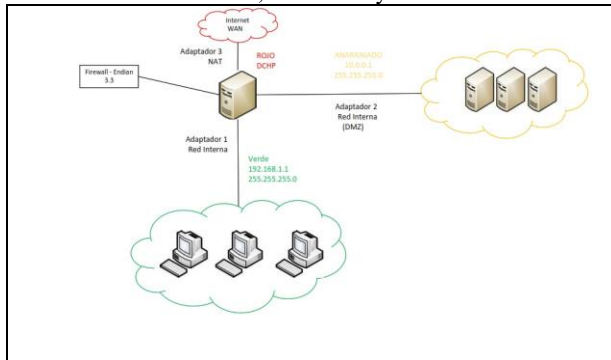 Internet
WAN
Adaptador 3
NAT
ROJO
DCHP
Firewall - Endian
3.3
ANARANJADO
10.0.0.1
255.255.255.0
Adaptador 2
Red Interna
(DMZ)
Adaptador 1
Red Interna
Verde
192.168.1.1
255.255.255.0